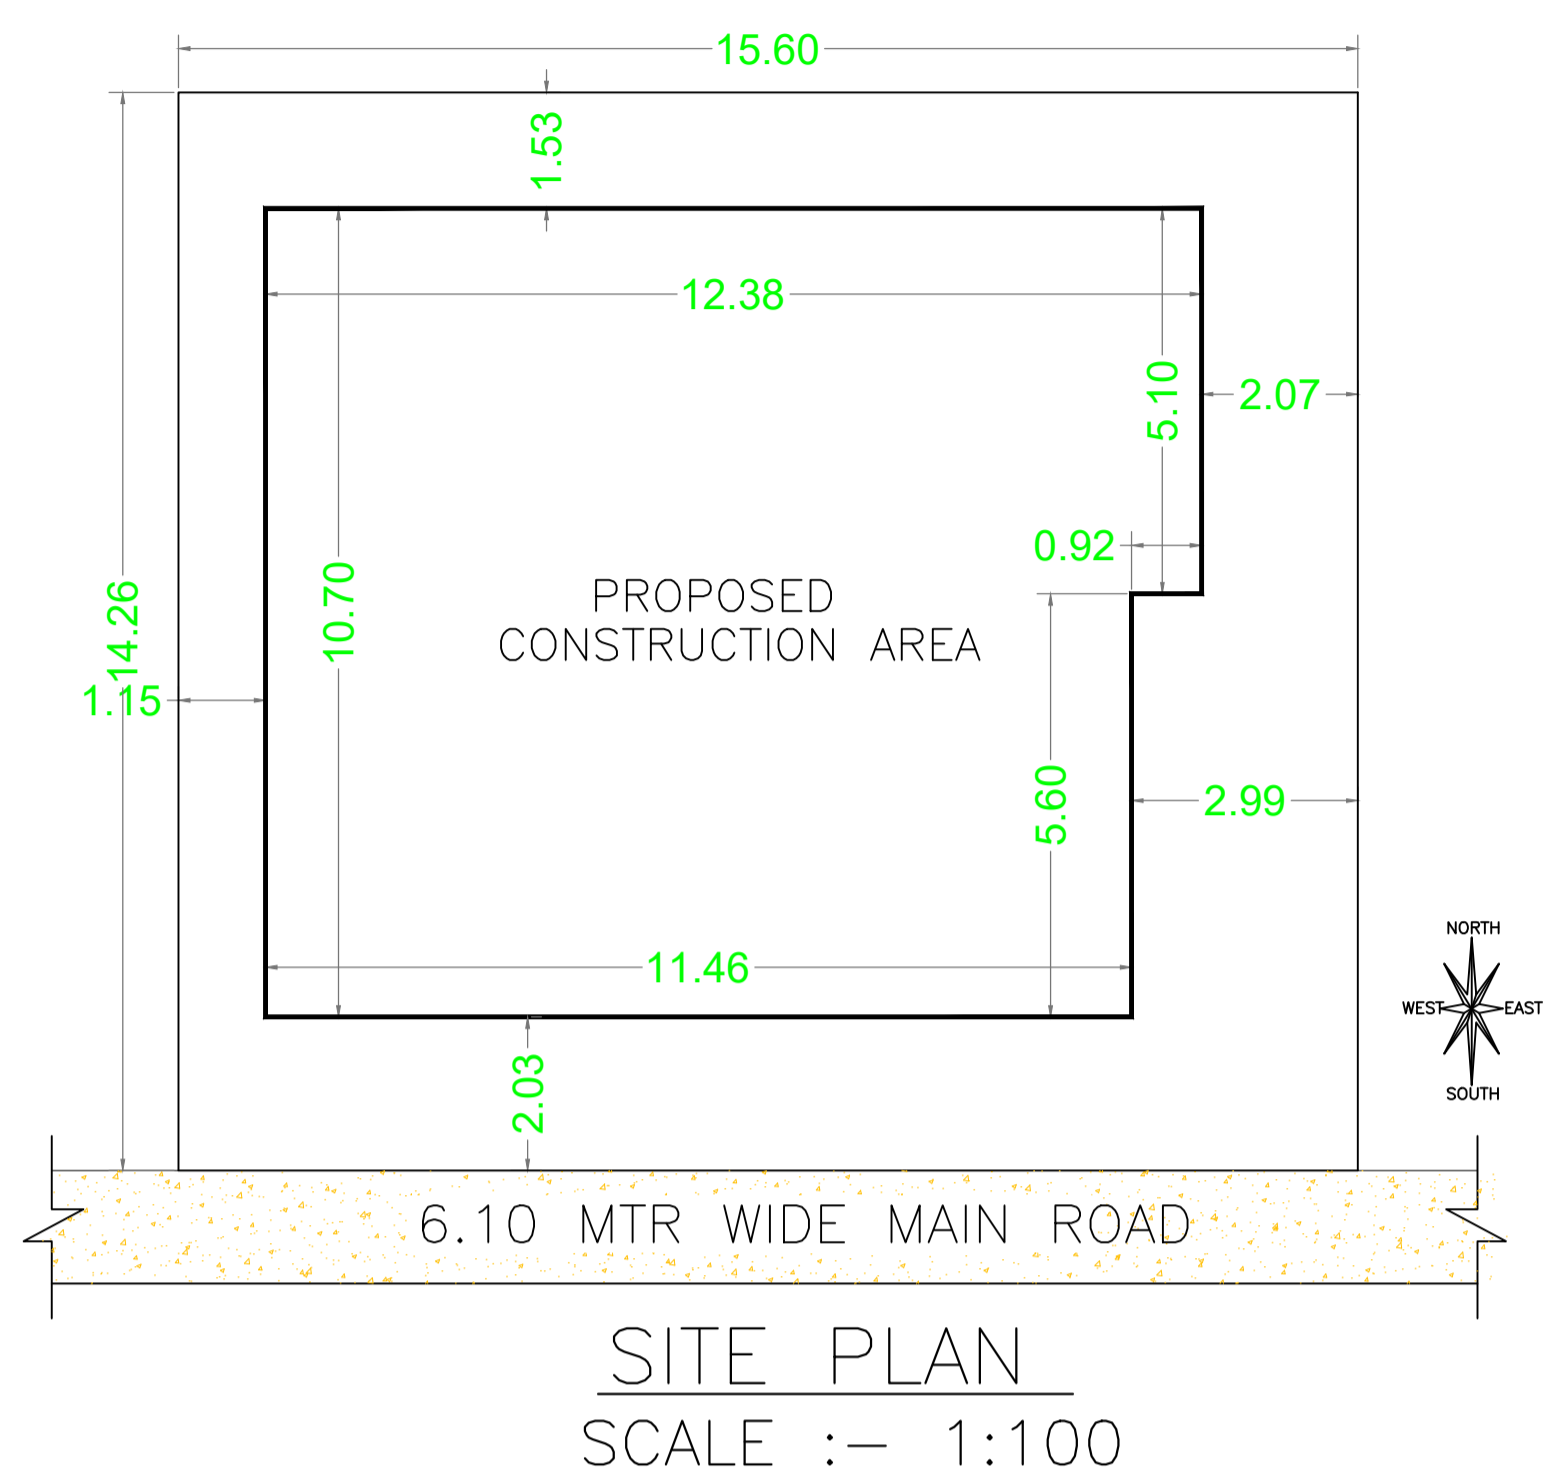 15.60
1.53
12.38
5.10
2.07
0.92
10.70
14.26
PROPOSED
CONSTRUCTION AREA
1.15
5.60
2.99
11.46
2.03
NORTH
WEST EAST
SOUTH
6.10 MTR WIDE MAIN ROAD
SITE PLAN
SCALE :- 1:100